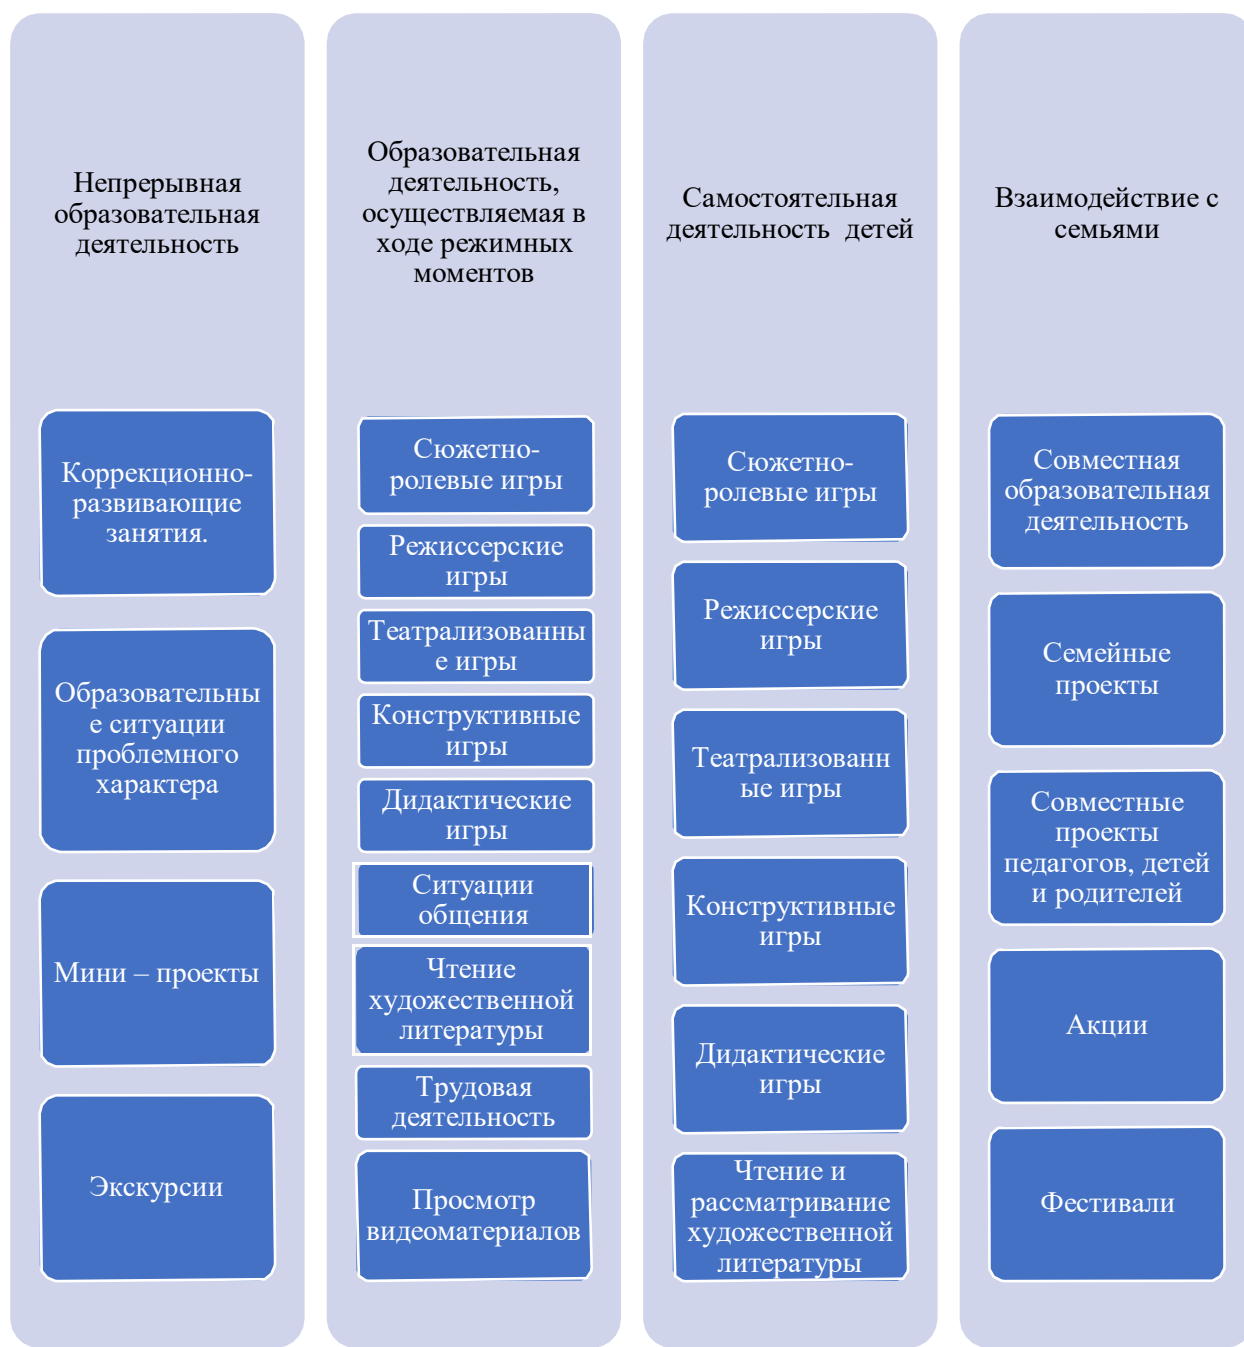 Непрерывная
образовательная
деятельность
Коррекционно-
развивающие
занятия.
Образовательны
е ситуации
проблемного
характера
Мини – проекты
Экскурсии
Образовательная
деятельность,
осуществляемая в
ходе режимных
моментов
Сюжетно-
ролевые игры
Режиссерские
игры
Театрализованны
е игры
Конструктивные
игры
Дидактические
игры
Ситуации
общения
Чтение
художественной
литературы
Трудовая
деятельность
Просмотр
видеоматериалов
Самостоятельная
деятельность  детей
Сюжетно-
ролевые игры
Режиссерские
игры
Театрализованн
ые игры
Конструктивные
игры
Дидактические
игры
Чтение и
рассматривание
художественной
литературы
Взаимодействие с
семьями
Совместная
образовательная
деятельность
Семейные
проекты
Совместные
проекты
педагогов, детей
и родителей
Акции
Фестивали